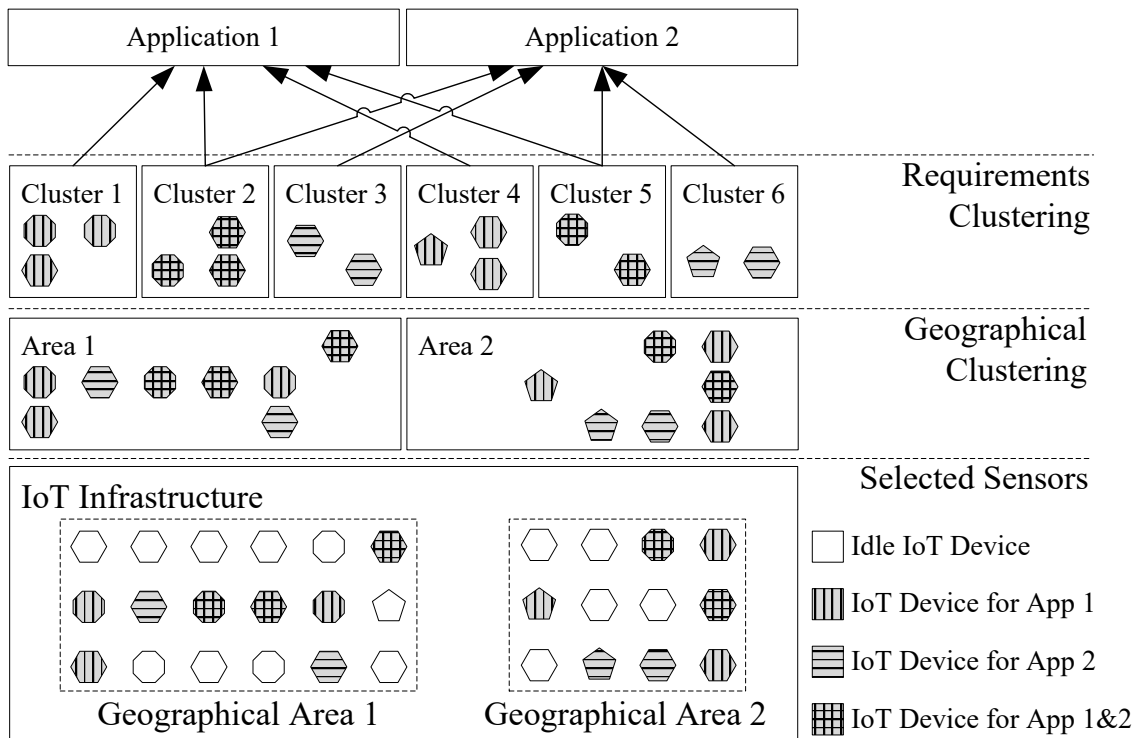 Application 1
Application 2
Cluster 1
Cluster 2
Cluster 3
Cluster 4
Cluster 5
Cluster 6
Requirements
Clustering
Area 1
Area 2
Geographical
Clustering
IoT Infrastructure
Selected Sensors
Idle IoT Device
IoT Device for App 1
IoT Device for App 2
IoT Device for App 1&2
Geographical Area 1
Geographical Area 2